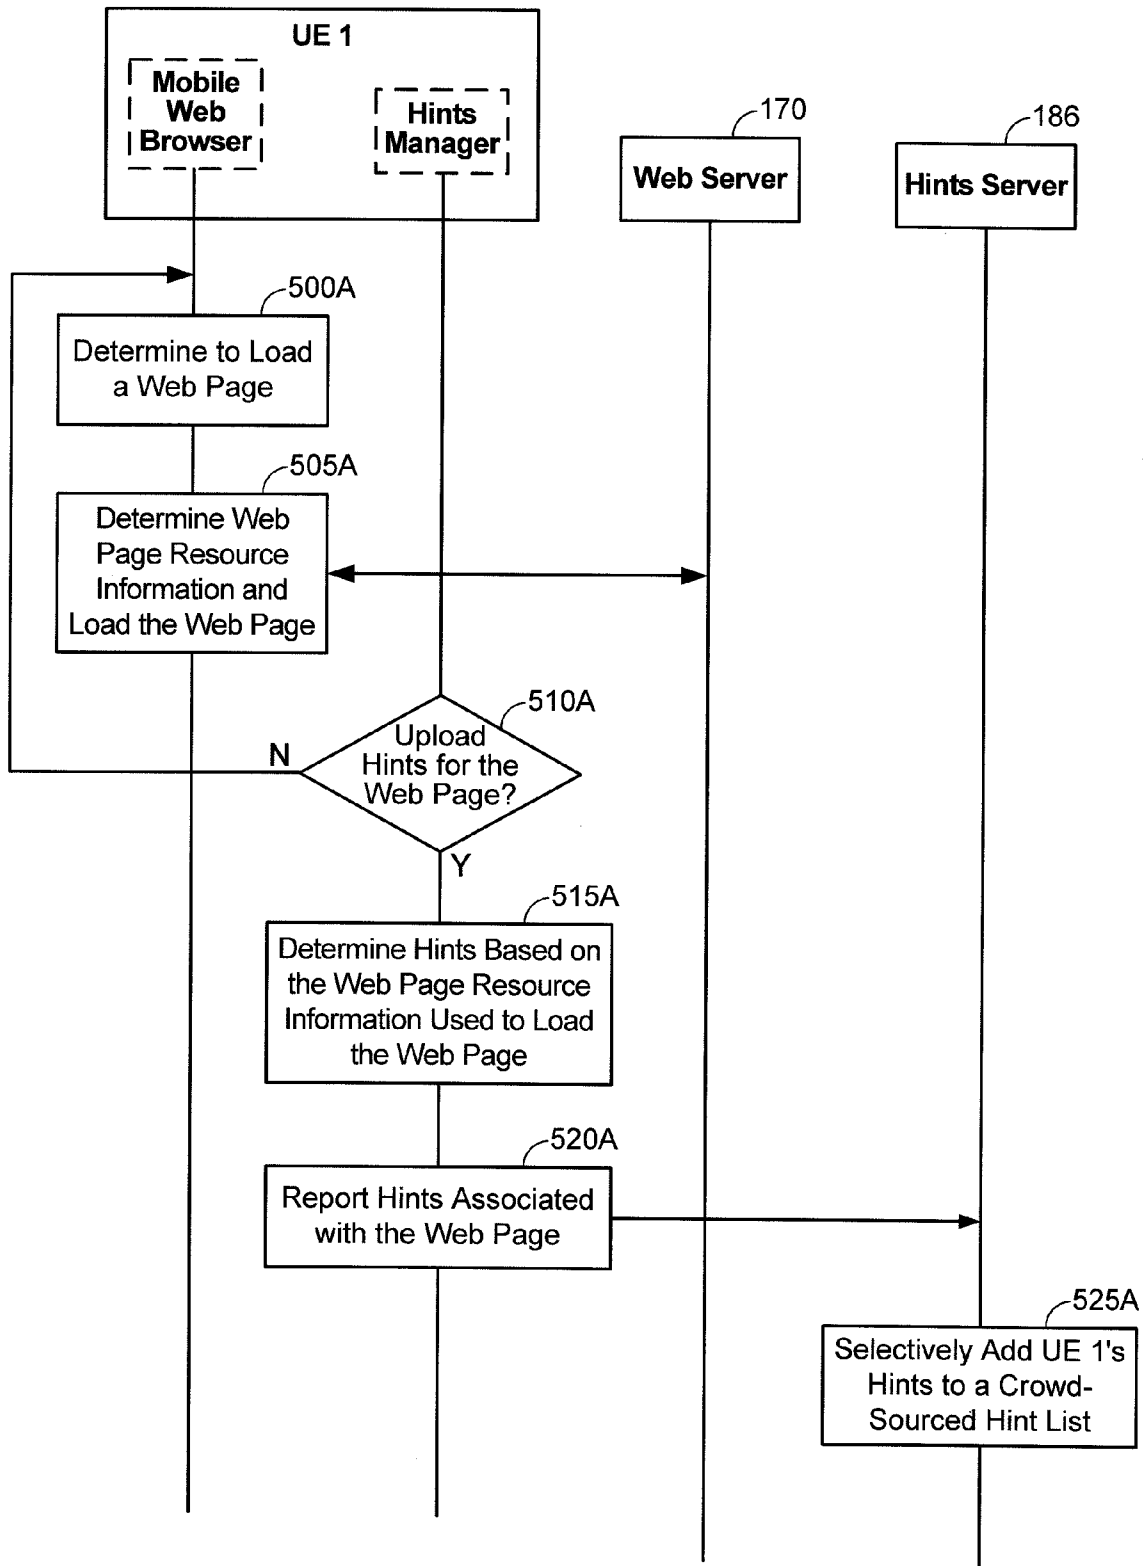 UE 1
Mobile
Web
Browser
Hints
Manager
170
Web Server
186
Hints Server
500A
Determine to Load
a Web Page
505A
Determine Web
Page Resource
Information and
Load the Web Page
510A
Upload
Hints for the
Web Page?
N
Y
515A
Determine Hints Based on
the Web Page Resource
Information Used to Load
the Web Page
520A
Report Hints Associated
with the Web Page
525A
Selectively Add UE 1's
Hints to a Crowd-
Sourced Hint List